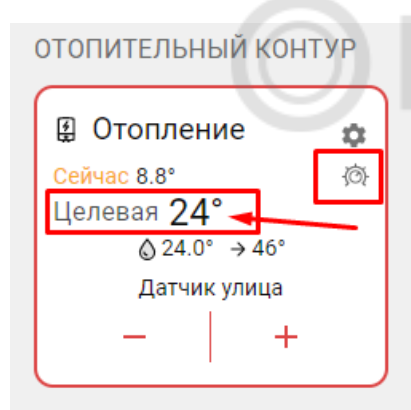 ОТОПИТЕЛЬНЫЙ КОНТУР
Отопление
Сейчас 8.8°
Целевая 24°
24.0° → 46°
Датчик улица
− +